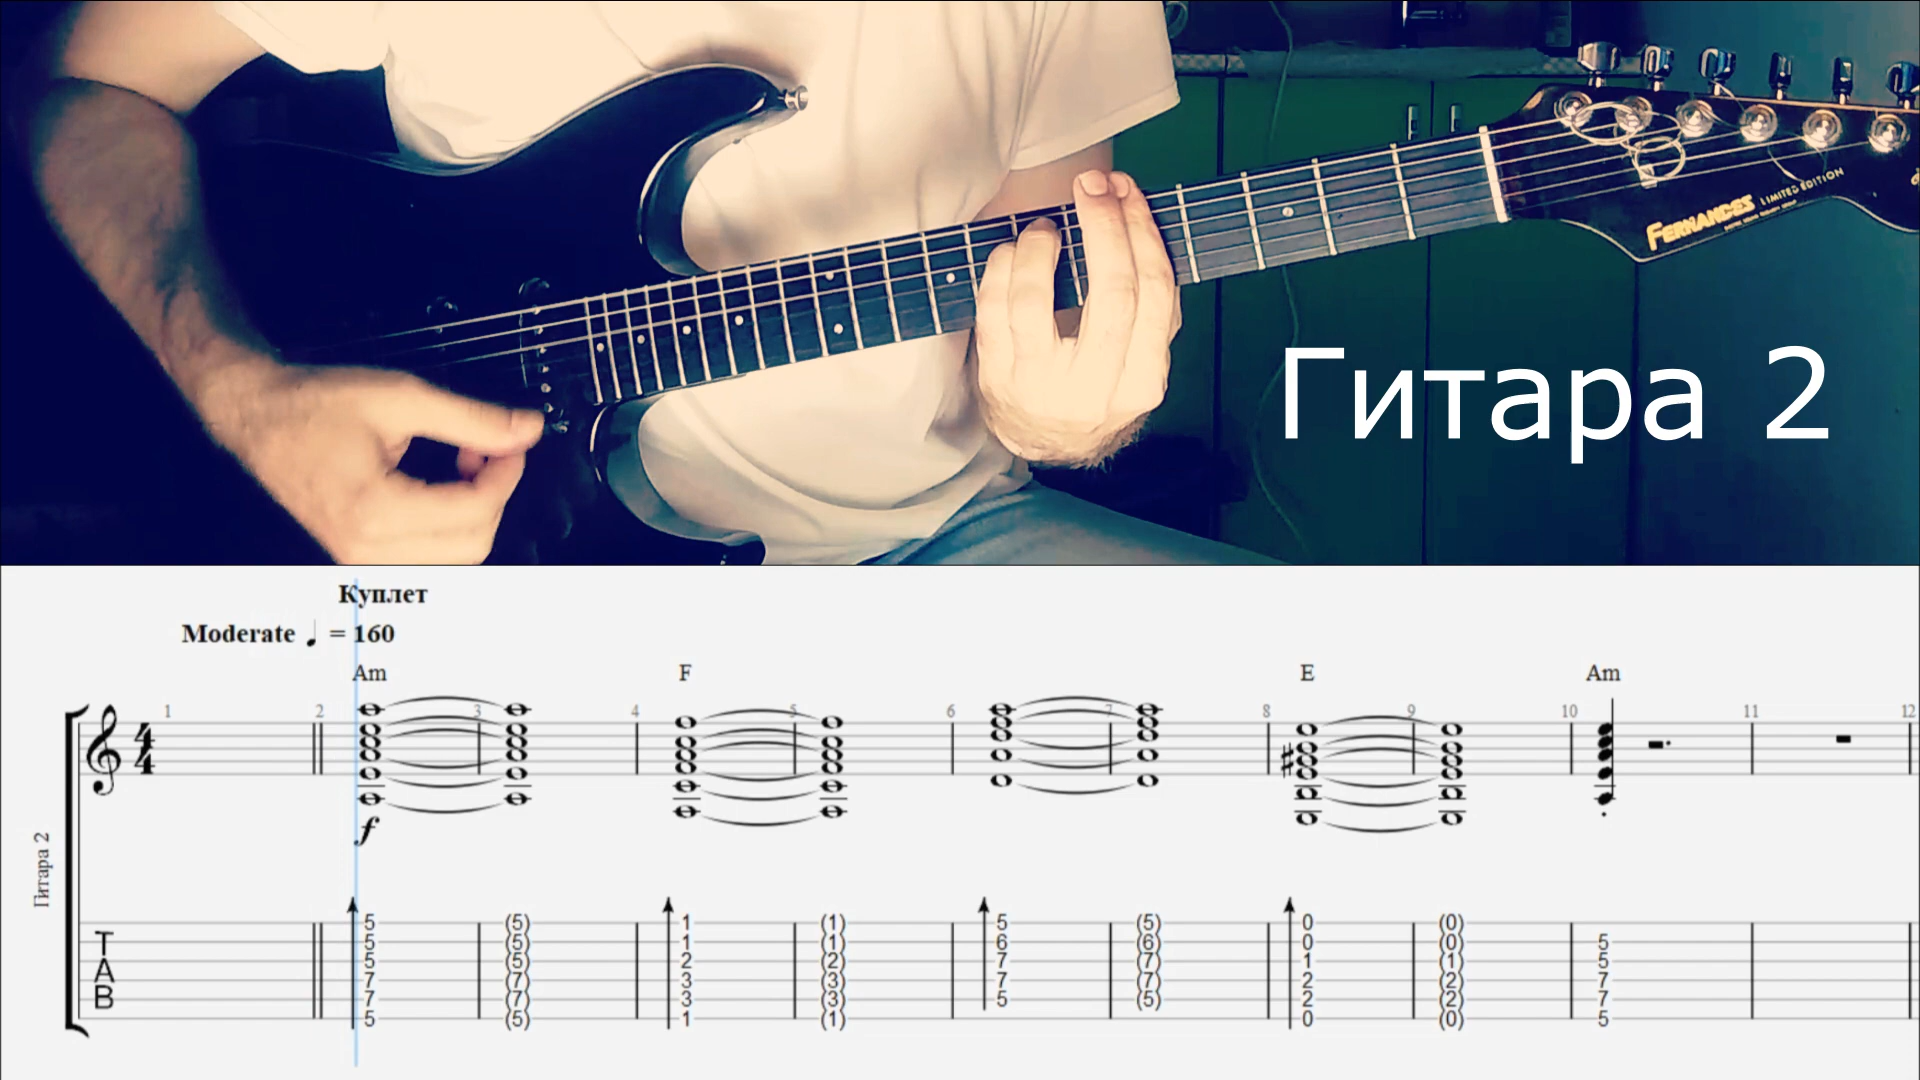 FERNANDES LIMITED EDITION
Гитара 2
Куплет
Moderate ♩ = 160
Am F E Am
1 2 3 4 5 6 7 8 9 10 11 12
4
4
f
Гитара 2
T
A
B
5 (5) 1 (1) 5 (5) 0 (0)
5 (5) 1 (1) 6 (6) 0 (0) 5
5 (5) 2 (2) 7 (7) 1 (1) 5
7 (7) 3 (3) 7 (7) 2 (2) 7
7 (7) 3 (3) 5 (5) 2 (2) 7
5 (5) 1 (1) 0 (0) 5